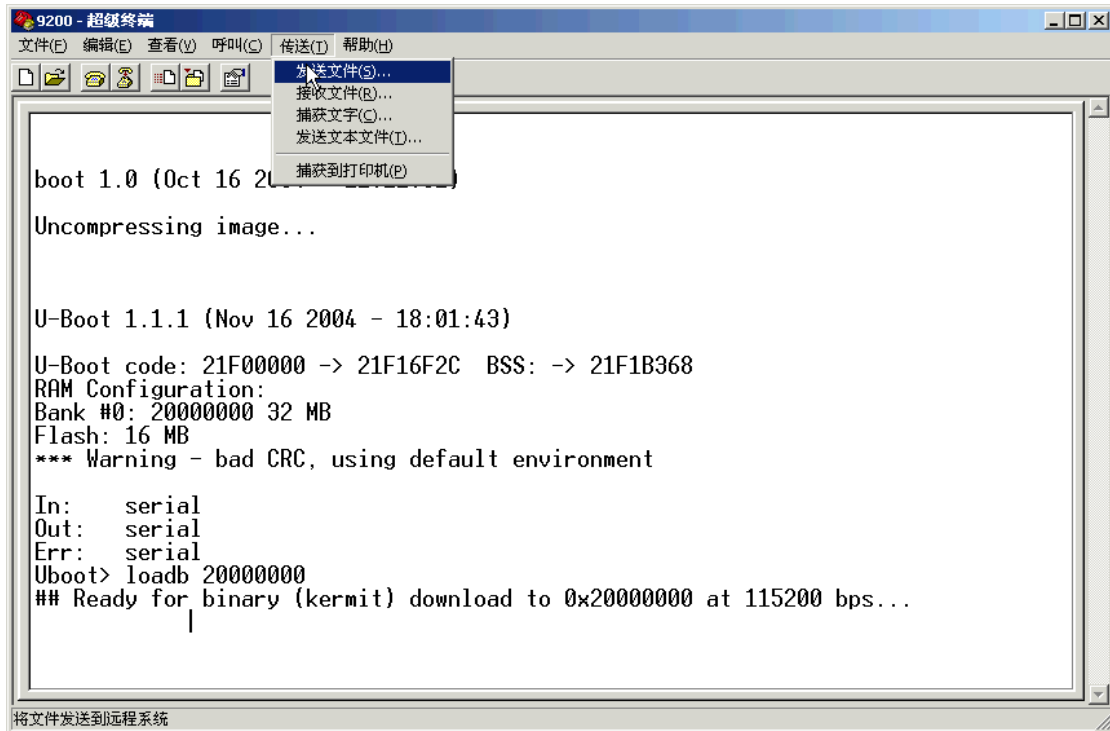 9200 - 超级终端
文件(F) 编辑(E) 查看(V) 呼叫(C) 传送(T) 帮助(H)
发送文件(S)...
接收文件(R)...
捕获文字(C)...
发送文本文件(T)...
捕获到打印机(P)
boot 1.0 (Oct 16 2
Uncompressing image...
U-Boot 1.1.1 (Nov 16 2004 - 18:01:43)
U-Boot code: 21F00000 -> 21F16F2C BSS: -> 21F1B368
RAM Configuration:
Bank #0: 20000000 32 MB
Flash: 16 MB
*** Warning - bad CRC, using default environment
In: serial
Out: serial
Err: serial
Uboot> loadb 20000000
## Ready for binary (kermit) download to 0x20000000 at 115200 bps...
将文件发送到远程系统